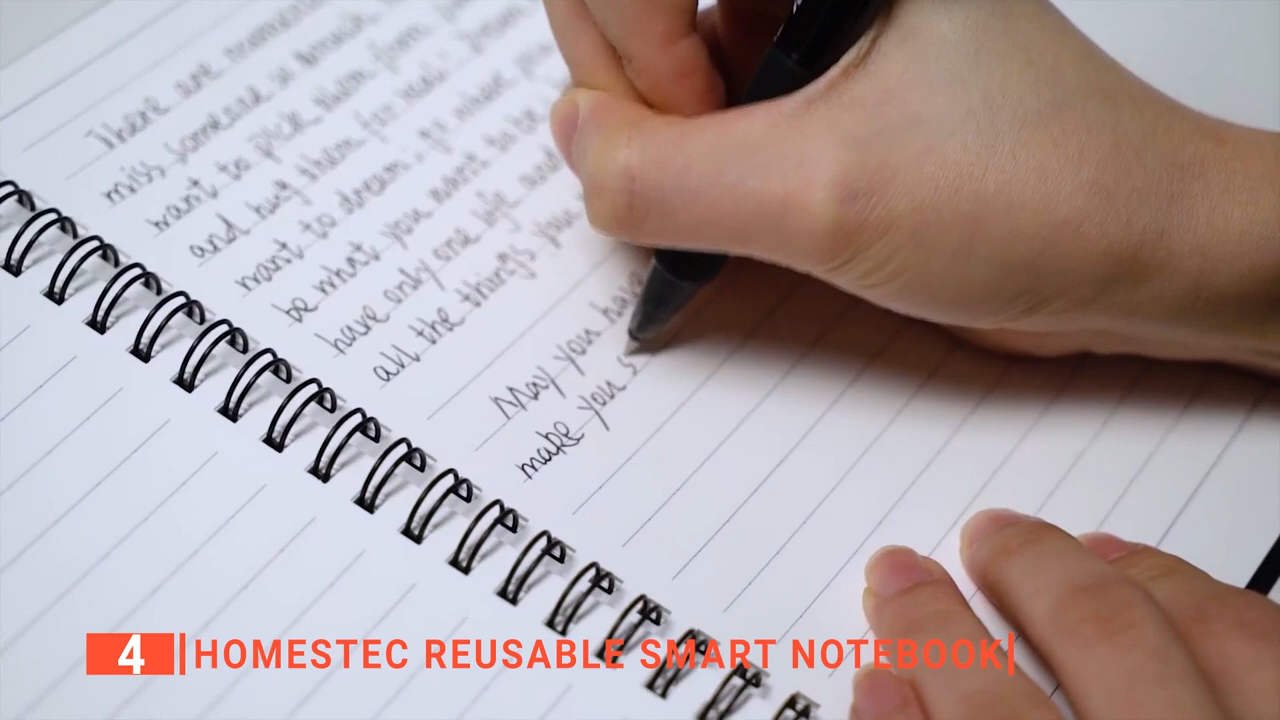 There are moments
miss someone so much
want to pick them from
and hug them for real! Dream
want to dream; go where you
be what you want to be
have only one life and
all the things you
May you have
make you s
4 HOMESTEC REUSABLE SMART NOTEBOOK